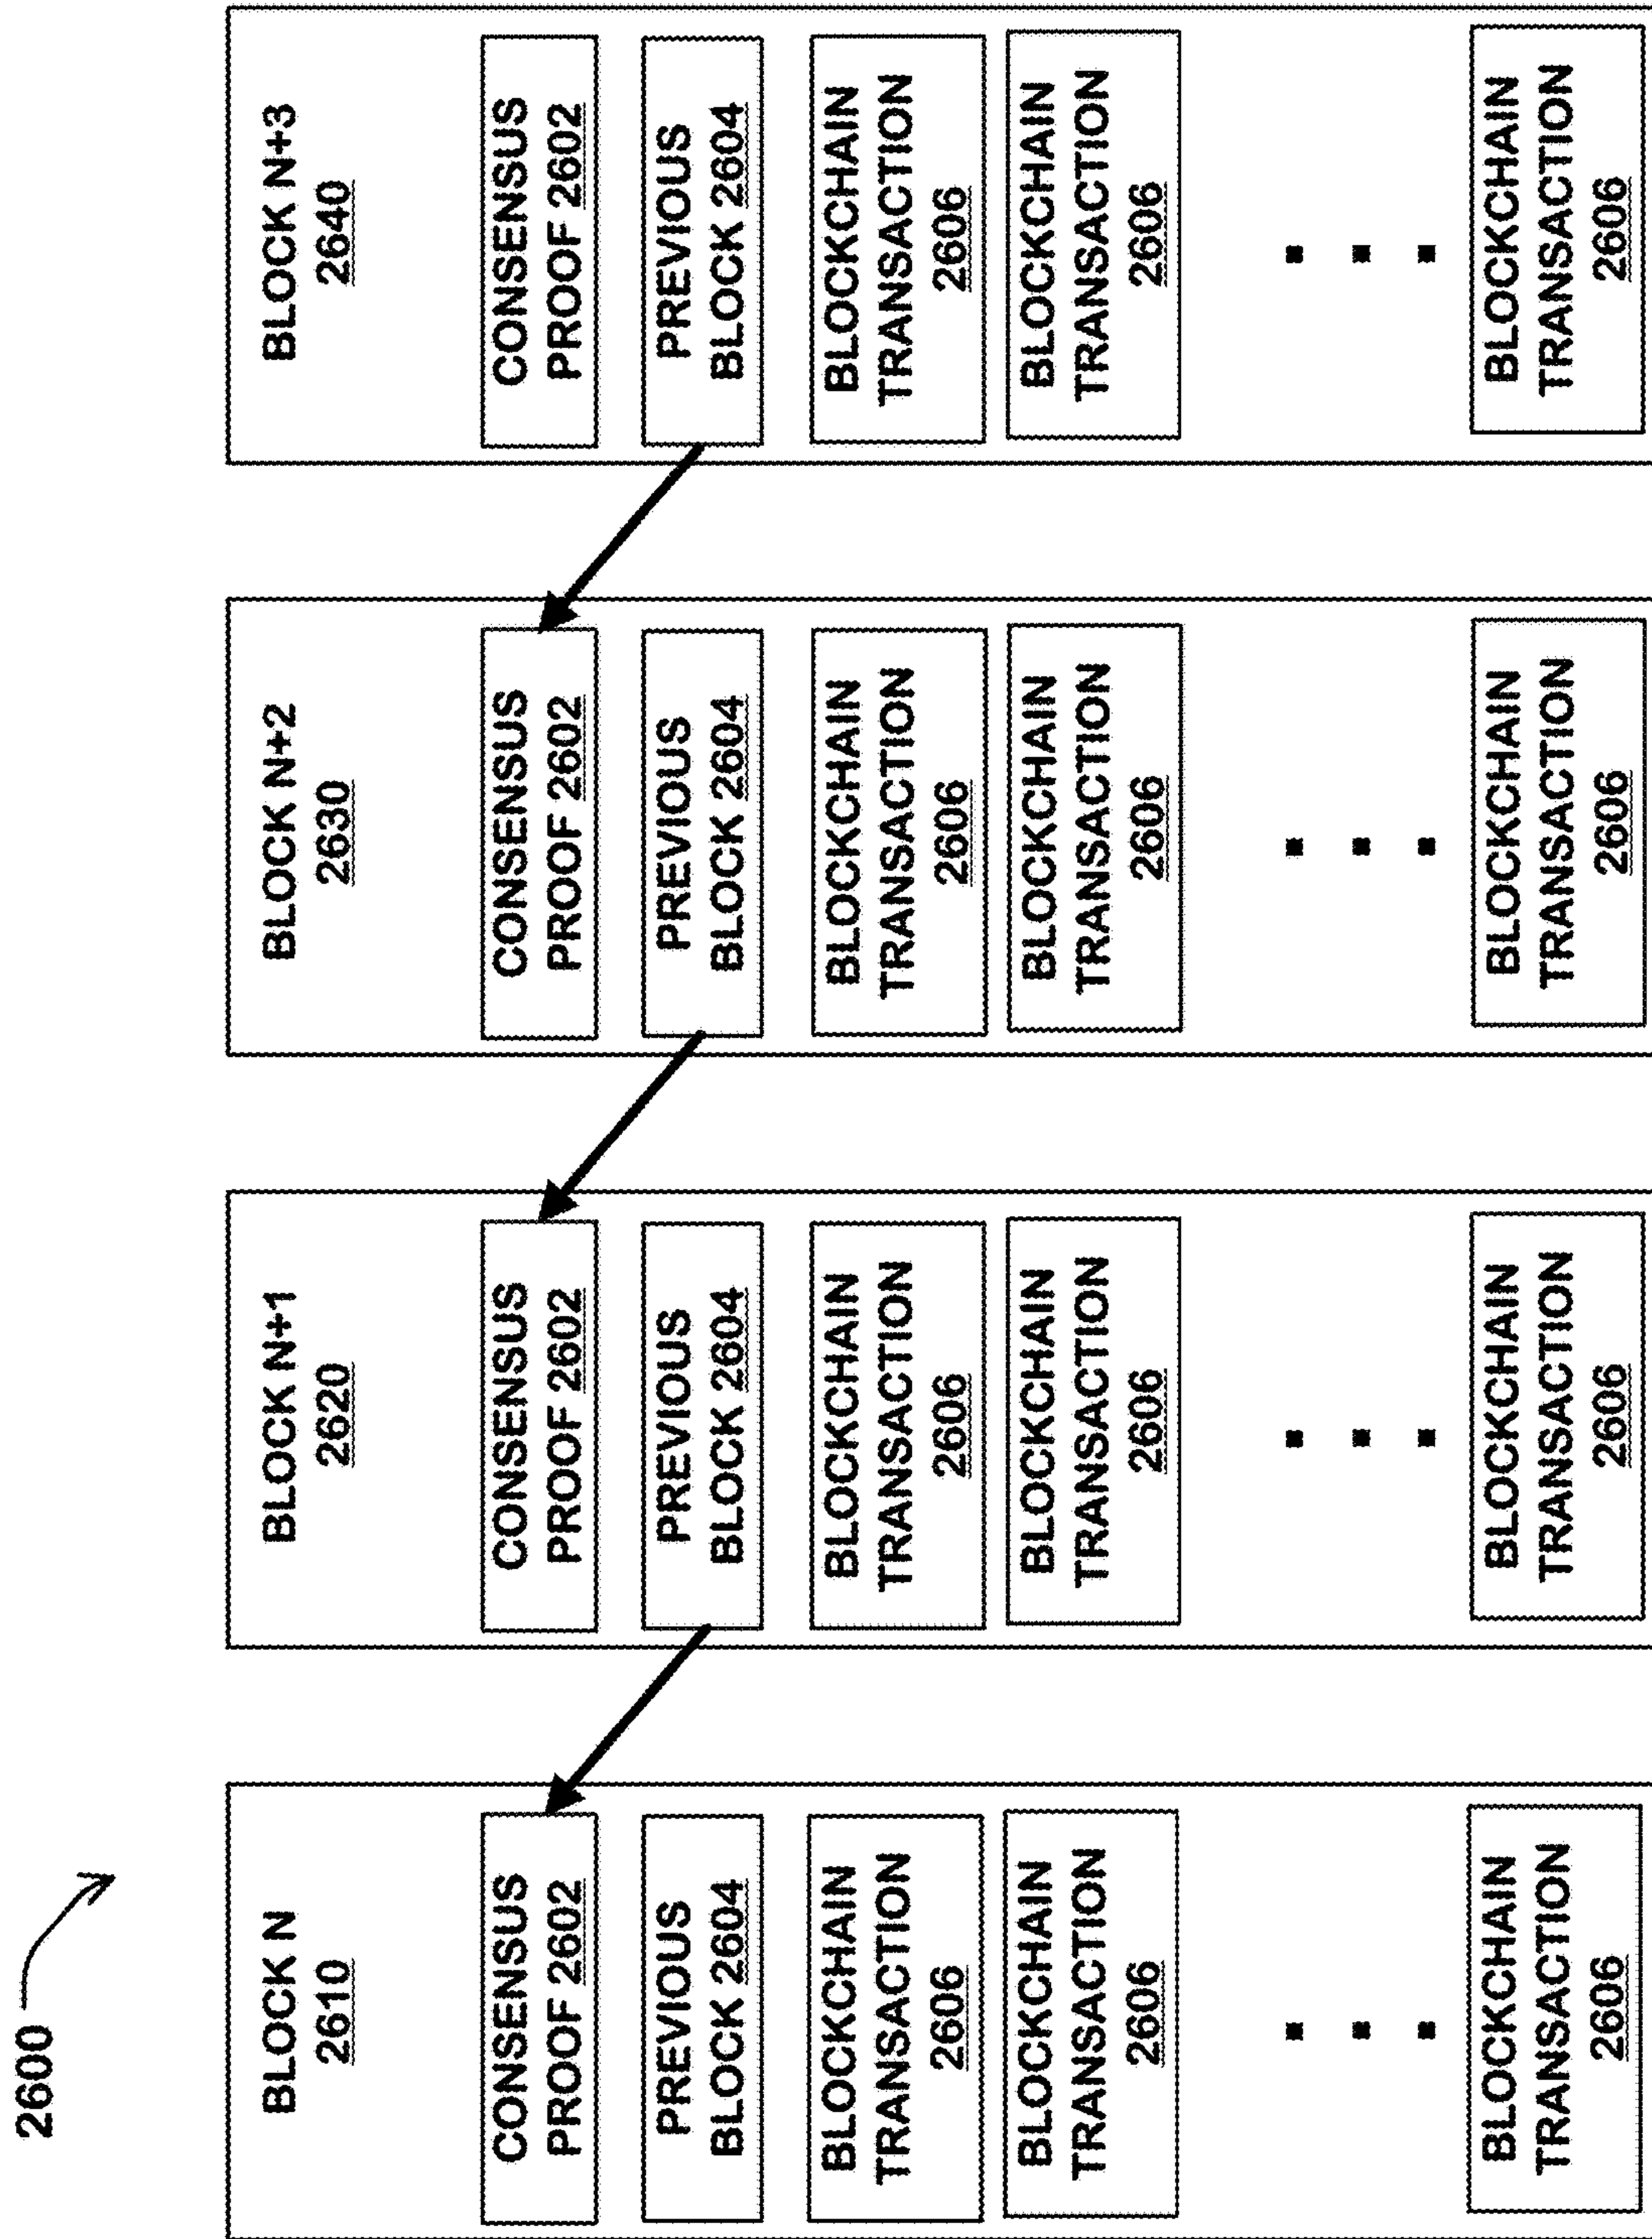 2600
BLOCK N
2610
CONSENSUS
PROOF 2602
PREVIOUS
BLOCK 2604
BLOCKCHAIN
TRANSACTION
2606
BLOCKCHAIN
TRANSACTION
2606
BLOCKCHAIN
TRANSACTION
2606
BLOCK N+1
2620
CONSENSUS
PROOF 2602
PREVIOUS
BLOCK 2604
BLOCKCHAIN
TRANSACTION
2606
BLOCKCHAIN
TRANSACTION
2606
BLOCKCHAIN
TRANSACTION
2606
BLOCK N+2
2630
CONSENSUS
PROOF 2602
PREVIOUS
BLOCK 2604
BLOCKCHAIN
TRANSACTION
2606
BLOCKCHAIN
TRANSACTION
2606
BLOCKCHAIN
TRANSACTION
2606
BLOCK N+3
2640
CONSENSUS
PROOF 2602
PREVIOUS
BLOCK 2604
BLOCKCHAIN
TRANSACTION
2606
BLOCKCHAIN
TRANSACTION
2606
BLOCKCHAIN
TRANSACTION
2606